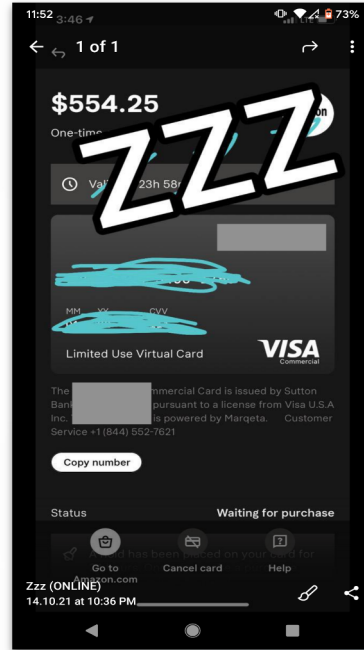 11:52
3:46
LTE
73%
1 of 1
$554.25
One-time
on
ZZZ
23h 58
MM YY CVV
Limited Use Virtual Card
VISA
Commercial
The mmercial Card is issued by Sutton
Bank pursuant to a license from Visa U.S.A
Inc. is powered by Marqeta. Customer
Service +1 (844) 552-7621
Copy number
Status Waiting for purchase
has been placed on your card for
Go to
Amazon.com
Cancel card
Help
Zzz (ONLINE)
14.10.21 at 10:36 PM